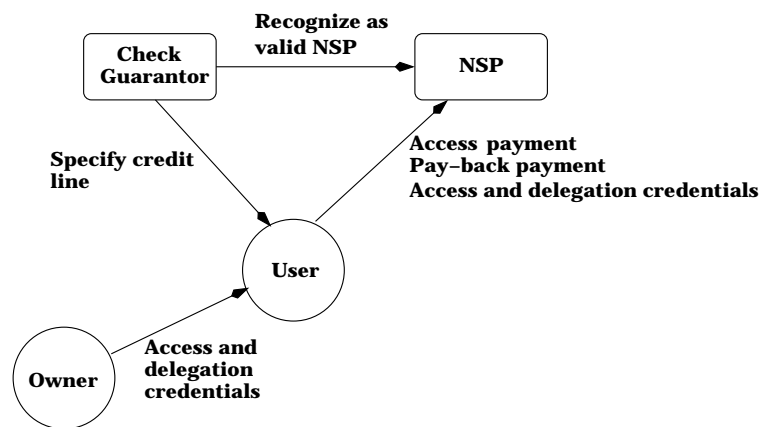 Recognize as
valid NSP
Check
Guarantor
NSP
Access payment
Pay–back payment
Access and delegation credentials
Specify credit
line
User
Access and
delegation
credentials
Owner